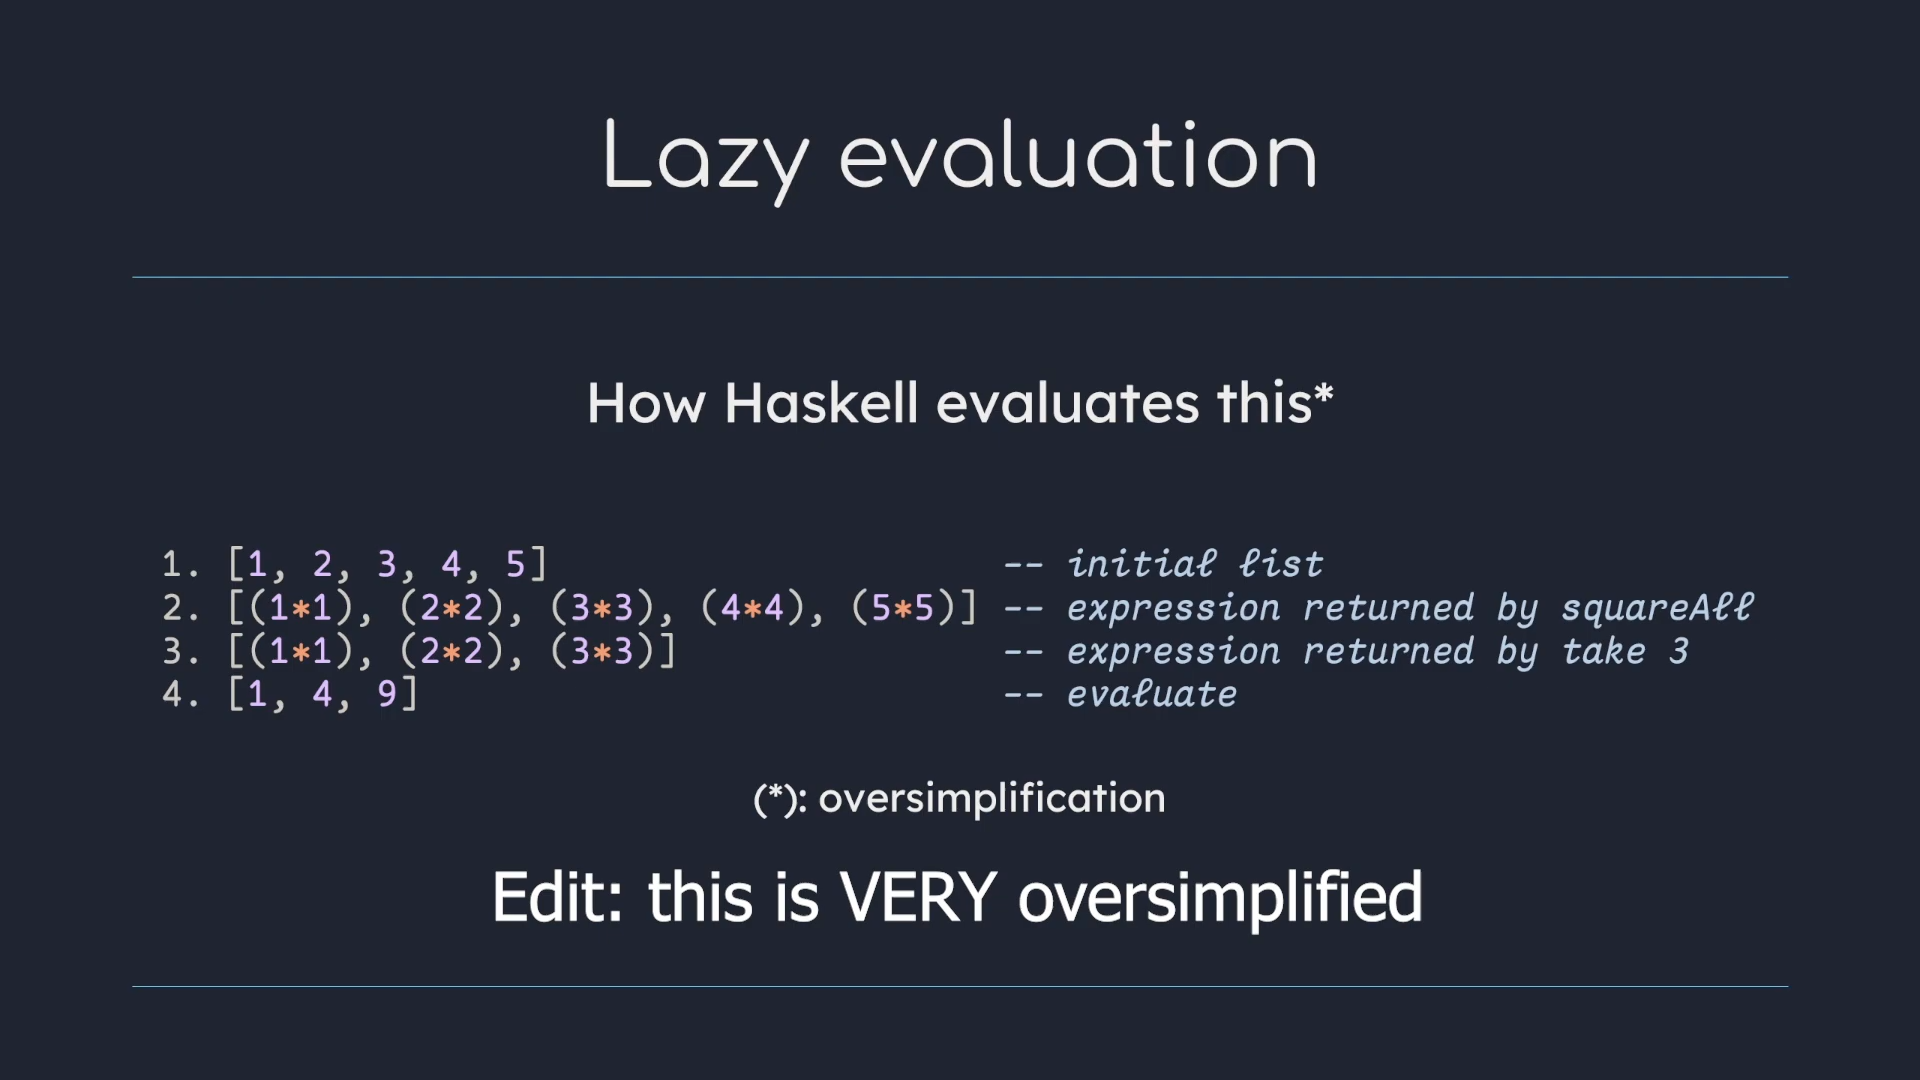 Lazy evaluation
How Haskell evaluates this*
1. [1, 2, 3, 4, 5] -- initial list
2. [(1*1), (2*2), (3*3), (4*4), (5*5)] -- expression returned by squareAll
3. [(1*1), (2*2), (3*3)] -- expression returned by take 3
4. [1, 4, 9] -- evaluate
(*): oversimplification
Edit: this is VERY oversimplified